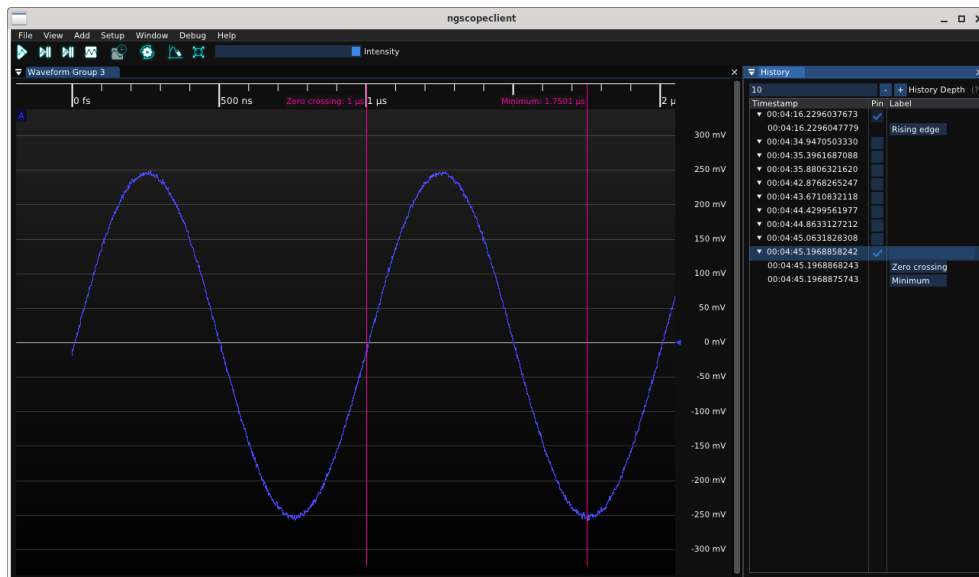 ngscopeclient
File View Add Setup Window Debug Help
Intensity
Waveform Group 3
0 fs
500 ns
Zero crossing: 1 µs
1 µs
Minimum: 1.7501 µs
A
300 mV
250 mV
200 mV
150 mV
100 mV
50 mV
0 mV
-50 mV
-100 mV
-150 mV
-200 mV
-250 mV
-300 mV
History
10 - + History Depth (?
Timestamp Pin Label
00:04:16.2296037673
00:04:16.2296047779 Rising edge
00:04:34.9470503330
00:04:35.3961687088
00:04:35.8806321620
00:04:42.8768265247
00:04:43.6710832118
00:04:44.4299561977
00:04:44.8633127212
00:04:45.0631828308
00:04:45.1968858242
00:04:45.1968868243 Zero crossing
00:04:45.1968875743 Minimum